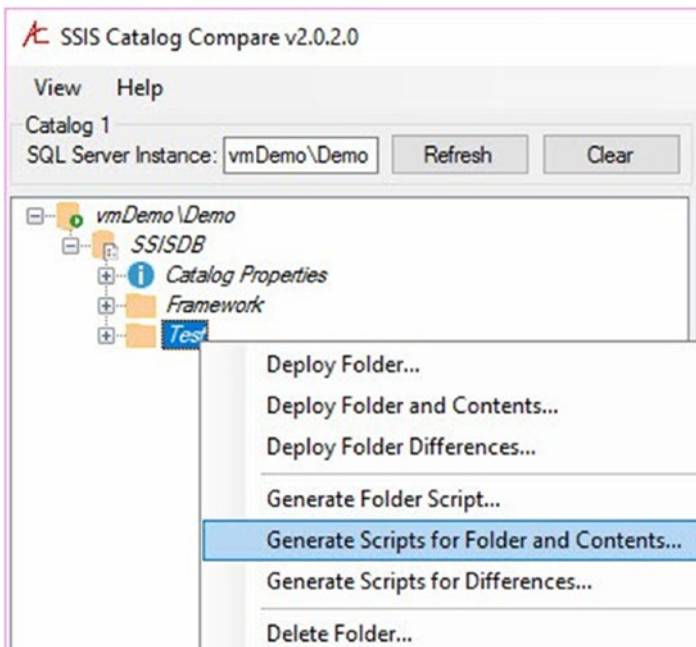 SSIS Catalog Compare v2.0.2.0
View Help
Catalog 1
SQL Server Instance: vmDemo\Demo Refresh Clear
vmDemo\Demo
SSISDB
Catalog Properties
Framework
Test
Deploy Folder...
Deploy Folder and Contents...
Deploy Folder Differences...
Generate Folder Script...
Generate Scripts for Folder and Contents...
Generate Scripts for Differences...
Delete Folder...